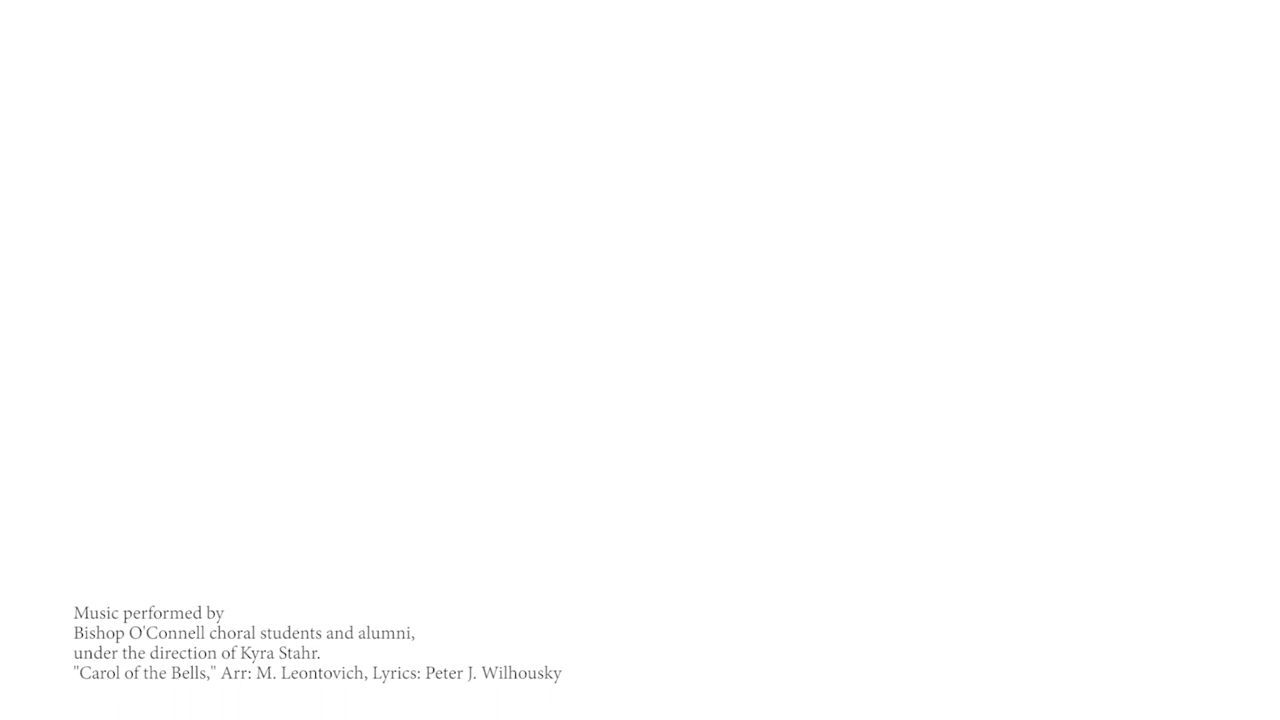 Music performed by
Bishop O'Connell choral students and alumni,
under the direction of Kyra Stahr.
"Carol of the Bells," Arr: M. Leontovich, Lyrics: Peter J. Wilhousky